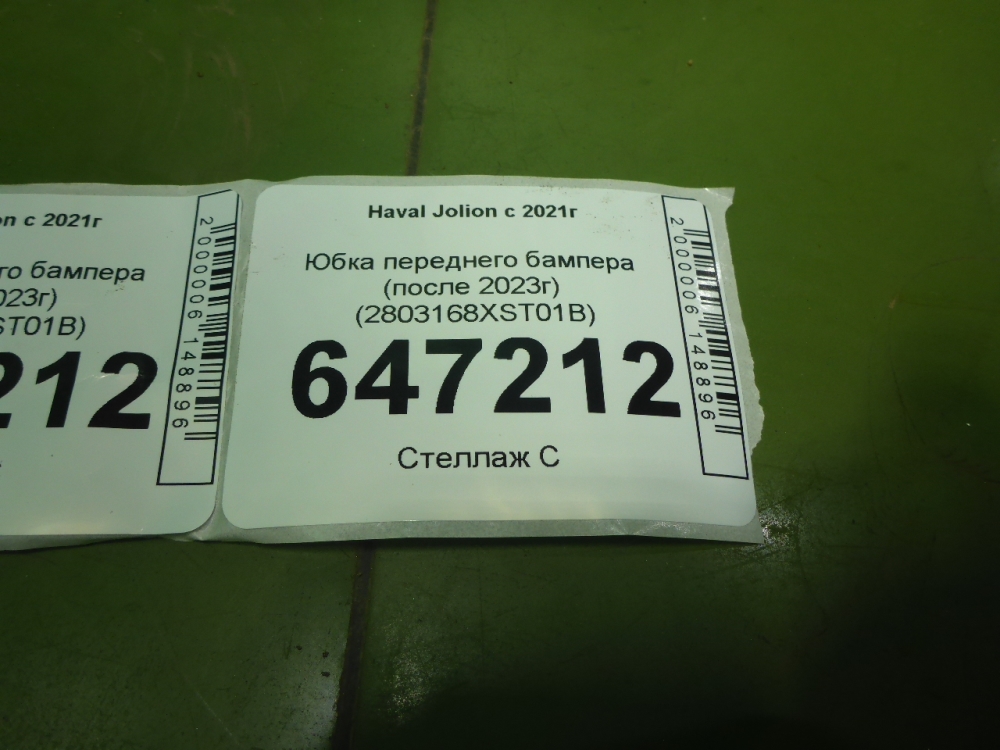 Haval Jolion с 2021г
Юбка переднего бампера
(после 2023г)
(2803168XST01B)
647212
Стеллаж С
2000006148896
on с 2021г
го бампера
023г)
ST01B)
212
2000006148896